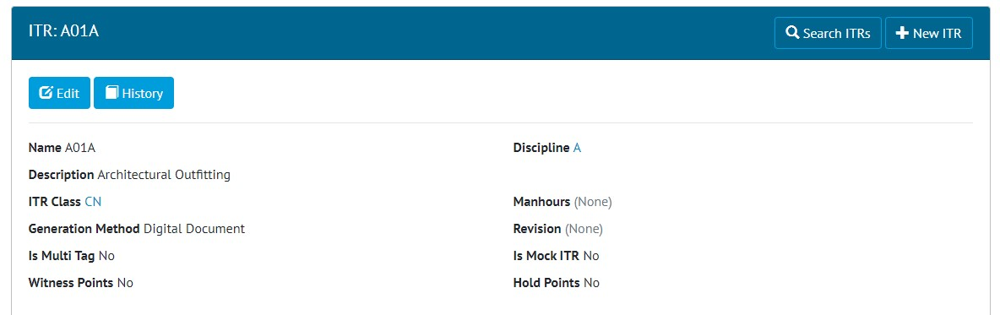 ITR: A01A
Search ITRs
New ITR
Edit
History
Name A01A
Discipline A
Description Architectural Outfitting
ITR Class CN
Manhours (None)
Generation Method Digital Document
Revision (None)
Is Multi Tag No
Is Mock ITR No
Witness Points No
Hold Points No